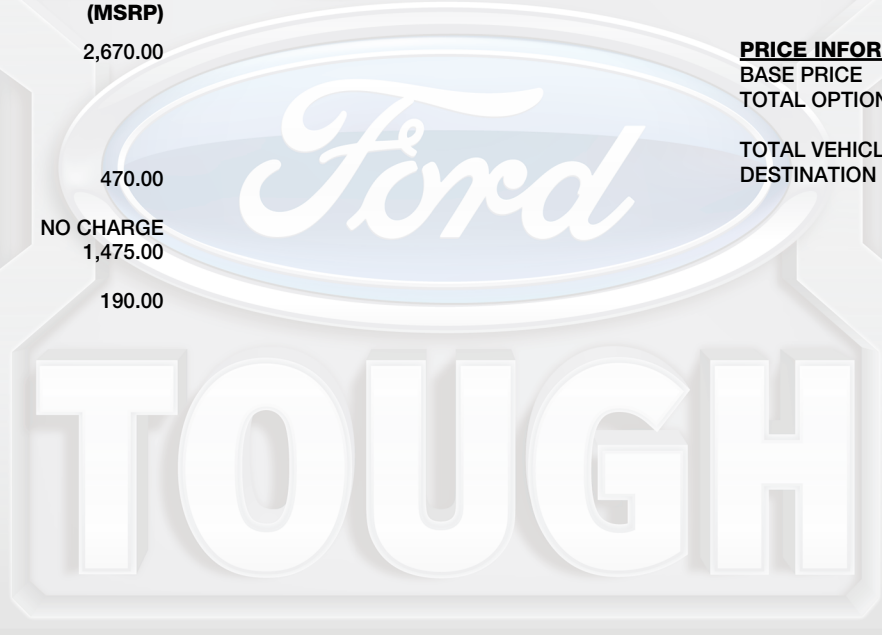 (MSRP)
2,670.00
470.00
NO CHARGE
1,475.00
190.00
PRICE INFOR
BASE PRICE
TOTAL OPTION
TOTAL VEHICL
DESTINATION
Ford
TOUGH